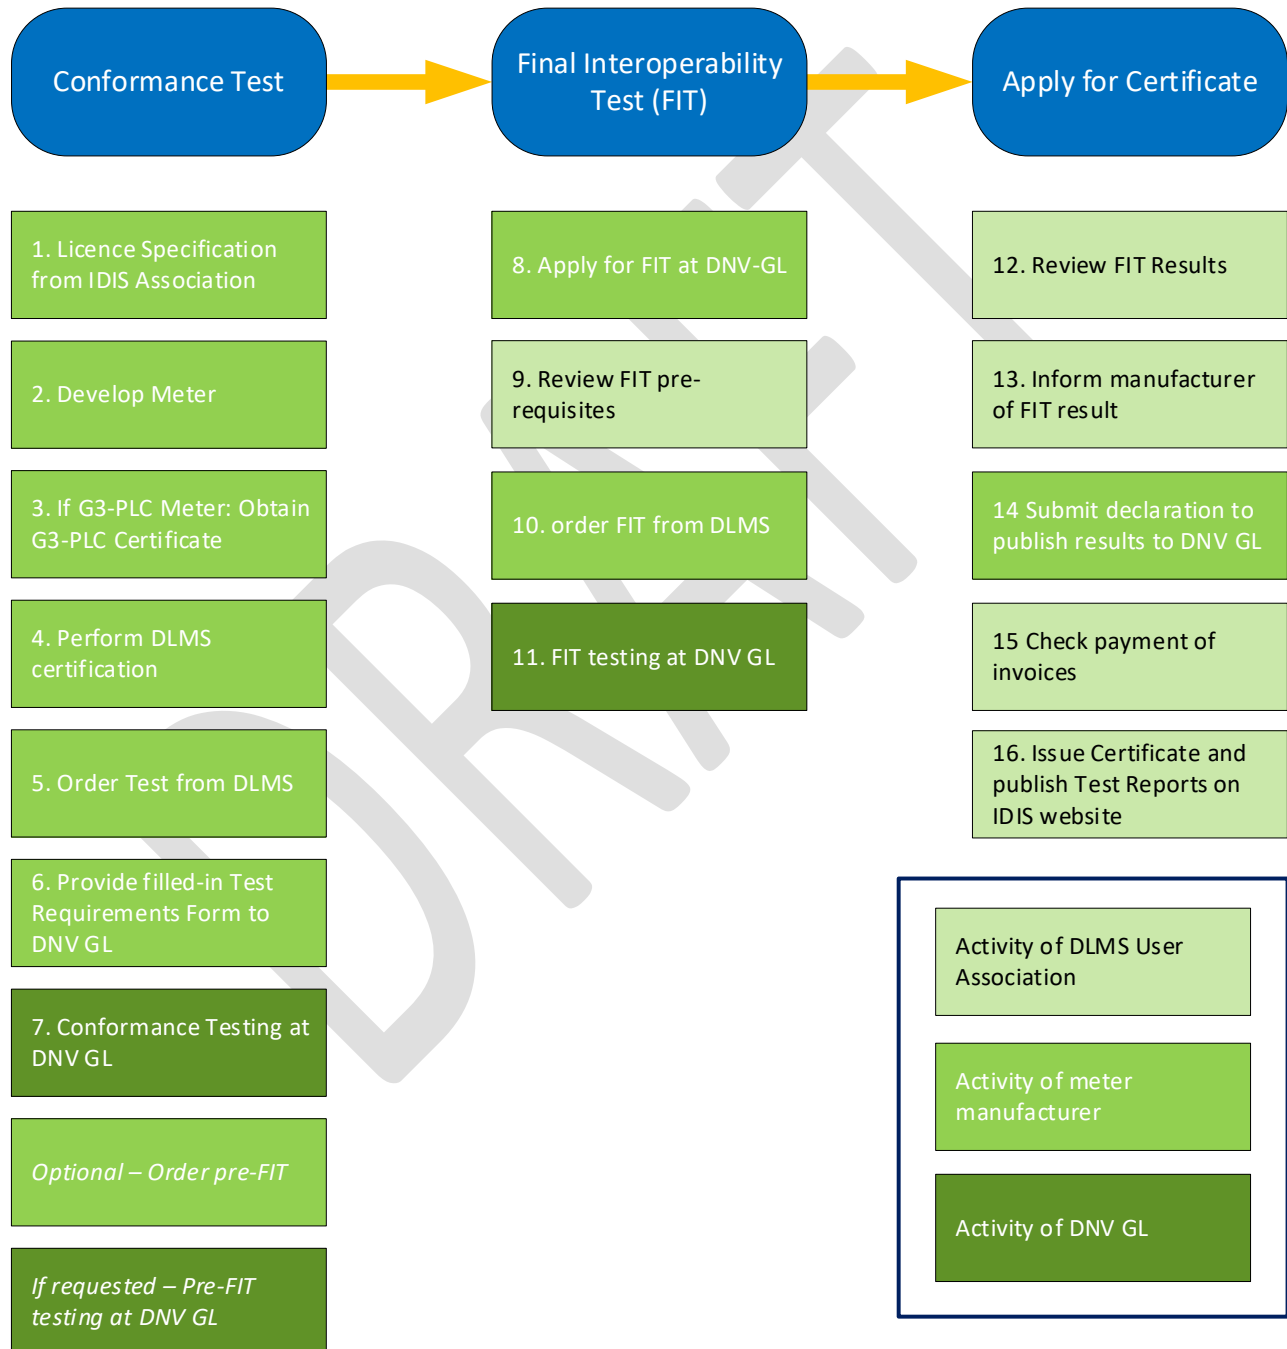 Conformance Test
Final Interoperability
Test (FIT)
Apply for Certificate
1. Licence Specification
from IDIS Association
2. Develop Meter
3. If G3-PLC Meter: Obtain
G3-PLC Certificate
4. Perform DLMS
certification
5. Order Test from DLMS
6. Provide filled-in Test
Requirements Form to
DNV GL
7. Conformance Testing at
DNV GL
Optional – Order pre-FIT
If requested – Pre-FIT
testing at DNV GL
8. Apply for FIT at DNV-GL
9. Review FIT pre-
requisites
10. order FIT from DLMS
11. FIT testing at DNV GL
12. Review FIT Results
13. Inform manufacturer
of FIT result
14 Submit declaration to
publish results to DNV GL
15 Check payment of
invoices
16. Issue Certificate and
publish Test Reports on
IDIS website
Activity of DLMS User
Association
Activity of meter
manufacturer
Activity of DNV GL
DRAFT